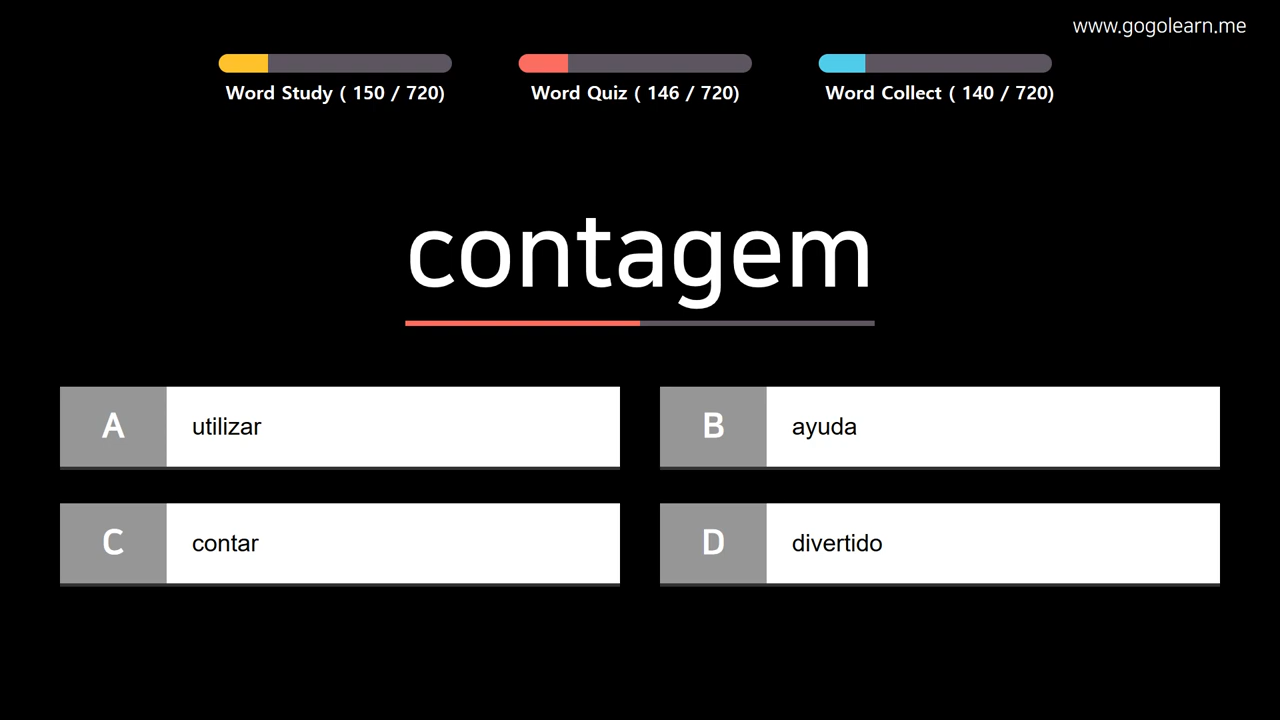 www.gogolearn.me
Word Study ( 150 / 720)
Word Quiz ( 146 / 720)
Word Collect ( 140 / 720)
contagem
A utilizar
B ayuda
C contar
D divertido